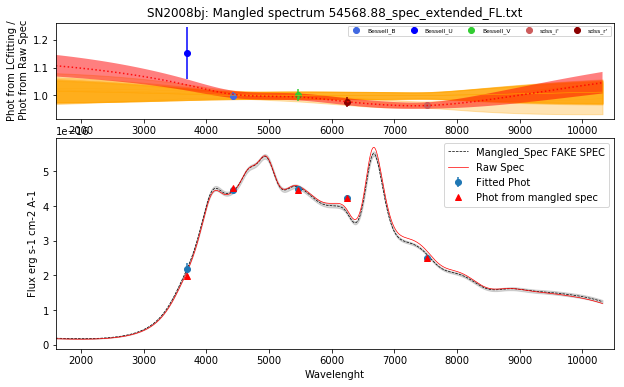 SN2008bj: Mangled spectrum 54568.88_spec_extended_FL.txt
Phot from LCfitting /
Phot from Raw Spec
1.2
1.1
1.0
Bessell_B
Bessell_U
Bessell_V
sdss_i'
sdss_r'
2000 3000 4000 5000 6000 7000 8000 9000 10000
1e−16
Flux erg s-1 cm-2 A-1
5
4
3
2
1
0
Mangled_Spec FAKE SPEC
Raw Spec
Fitted Phot
Phot from mangled spec
2000 3000 4000 5000 6000 7000 8000 9000 10000
Wavelenght